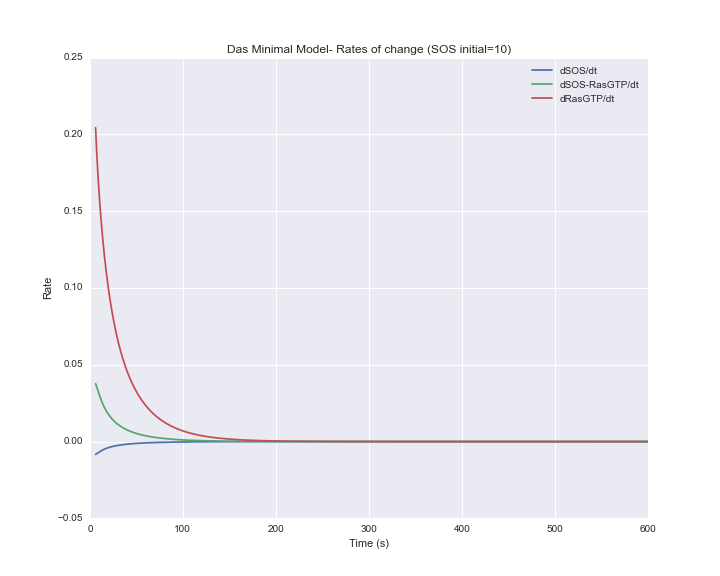 Das Minimal Model- Rates of change (SOS initial=10)
0.25
dSOS/dt
dSOS-RasGTP/dt
dRasGTP/dt
0.20
0.15
Rate
0.10
0.05
0.00
−0.05
0 100 200 300 400 500 600
Time (s)